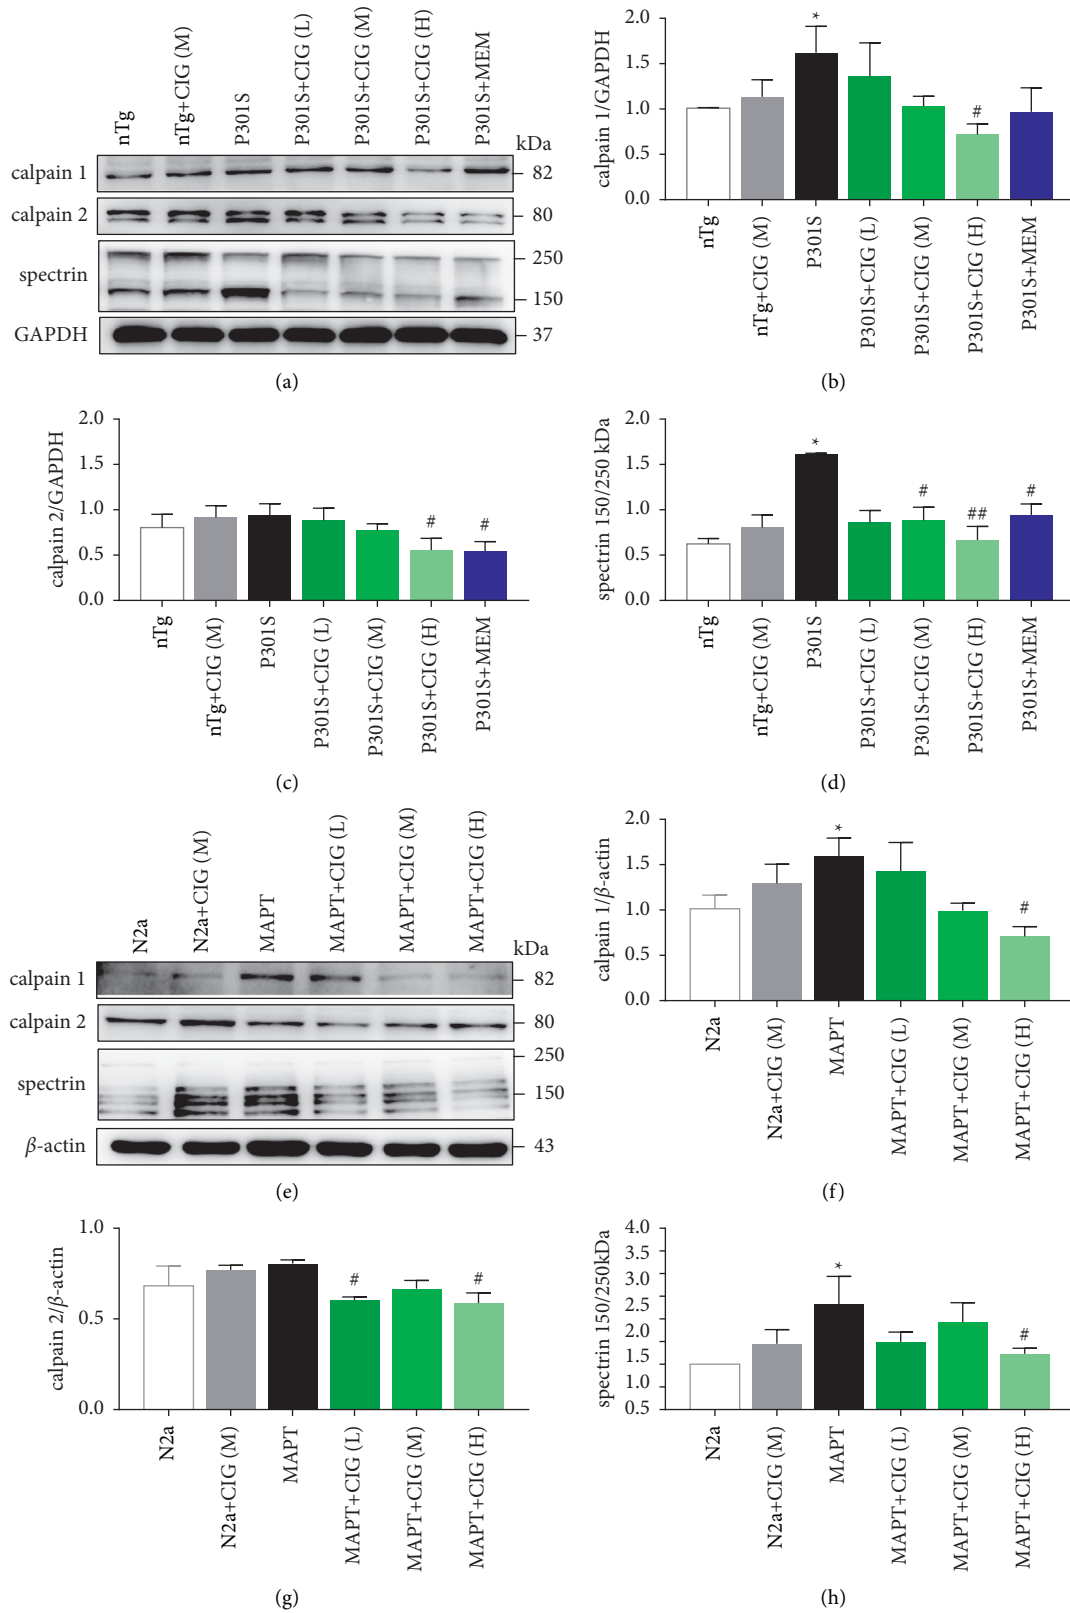 nTg
nTg+CIG (M)
P301S
P301S+CIG (L)
P301S+CIG (M)
P301S+CIG (H)
P301S+MEM
kDa
calpain 1
82
calpain 2
80
spectrin
250
150
GAPDH
37
(a)
calpain 1/GAPDH
2.0
1.5
1.0
0.5
0.0
*
#
nTg
nTg+CIG (M)
P301S
P301S+CIG (L)
P301S+CIG (M)
P301S+CIG (H)
P301S+MEM
(b)
calpain 2/GAPDH
2.0
1.5
1.0
0.5
0.0
#
#
nTg
nTg+CIG (M)
P301S
P301S+CIG (L)
P301S+CIG (M)
P301S+CIG (H)
P301S+MEM
(c)
spectrin 150/250 kDa
2.0
1.5
1.0
0.5
0.0
*
#
##
#
nTg
nTg+CIG (M)
P301S
P301S+CIG (L)
P301S+CIG (M)
P301S+CIG (H)
P301S+MEM
(d)
N2a
N2a+CIG (M)
MAPT
MAPT+CIG (L)
MAPT+CIG (M)
MAPT+CIG (H)
kDa
calpain 1
82
calpain 2
80
spectrin
250
150
β-actin
43
(e)
calpain 1/β-actin
2.0
1.5
1.0
0.5
0.0
*
#
N2a
N2a+CIG (M)
MAPT
MAPT+CIG (L)
MAPT+CIG (M)
MAPT+CIG (H)
(f)
calpain 2/β-actin
1.0
0.5
0.0
#
#
N2a
N2a+CIG (M)
MAPT
MAPT+CIG (L)
MAPT+CIG (M)
MAPT+CIG (H)
(g)
spectrin 150/250kDa
4.0
2.0
3.5
2.0
1.5
1.0
0.5
*
#
N2a
N2a+CIG (M)
MAPT
MAPT+CIG (L)
MAPT+CIG (M)
MAPT+CIG (H)
(h)